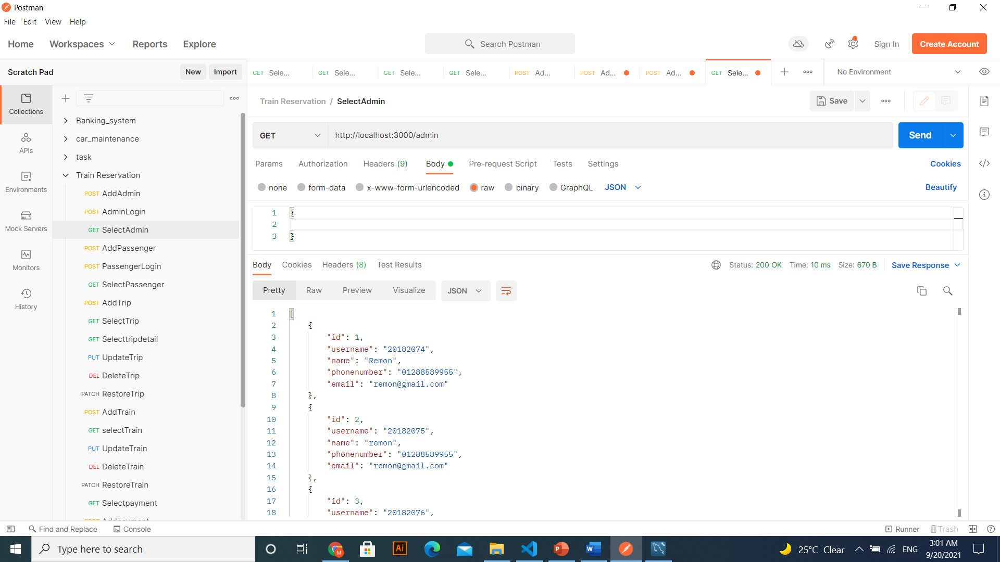 Postman
File Edit View Help
Home Workspaces Reports Explore Search Postman Sign In Create Account
Scratch Pad New Import
GET Sele... GET Sele... GET Sele... GET Sele... POST Ad... POST Ad... POST Ad... GET Sele... No Environment
Collections
APIs
Environments
Mock Servers
Monitors
History
Banking_system
car_maintenance
task
Train Reservation
POST AddAdmin
POST AdminLogin
GET SelectAdmin
POST AddPassenger
POST PassengerLogin
GET SelectPassenger
POST AddTrip
GET SelectTrip
GET Selecttripdetail
PUT UpdateTrip
DEL DeleteTrip
PATCH RestoreTrip
POST AddTrain
GET selectTrain
PUT UpdateTrain
DEL DeleteTrain
PATCH RestoreTrain
GET Selectpayment
POST Addpayment
Train Reservation / SelectAdmin Save
GET http://localhost:3000/admin Send
Params Authorization Headers (9) Body Pre-request Script Tests Settings Cookies
none form-data x-www-form-urlencoded raw binary GraphQL JSON Beautify
1 {
2
3 }
Body Cookies Headers (8) Test Results Status: 200 OK Time: 10 ms Size: 670 B Save Response
Pretty Raw Preview Visualize JSON
1 [
2 {
3 "id": 1,
4 "username": "20182074",
5 "name": "Remon",
6 "phonenumber": "01288589955",
7 "email": "remon@gmail.com"
8 },
9 {
10 "id": 2,
11 "username": "20182075",
12 "name": "remon",
13 "phonenumber": "01288589955",
14 "email": "remon@gmail.com"
15 },
16 {
17 "id": 3,
18 "username": "20182076",
Find and Replace Console Runner Trash
Type here to search 25°C Clear ENG 3:01 AM
9/20/2021